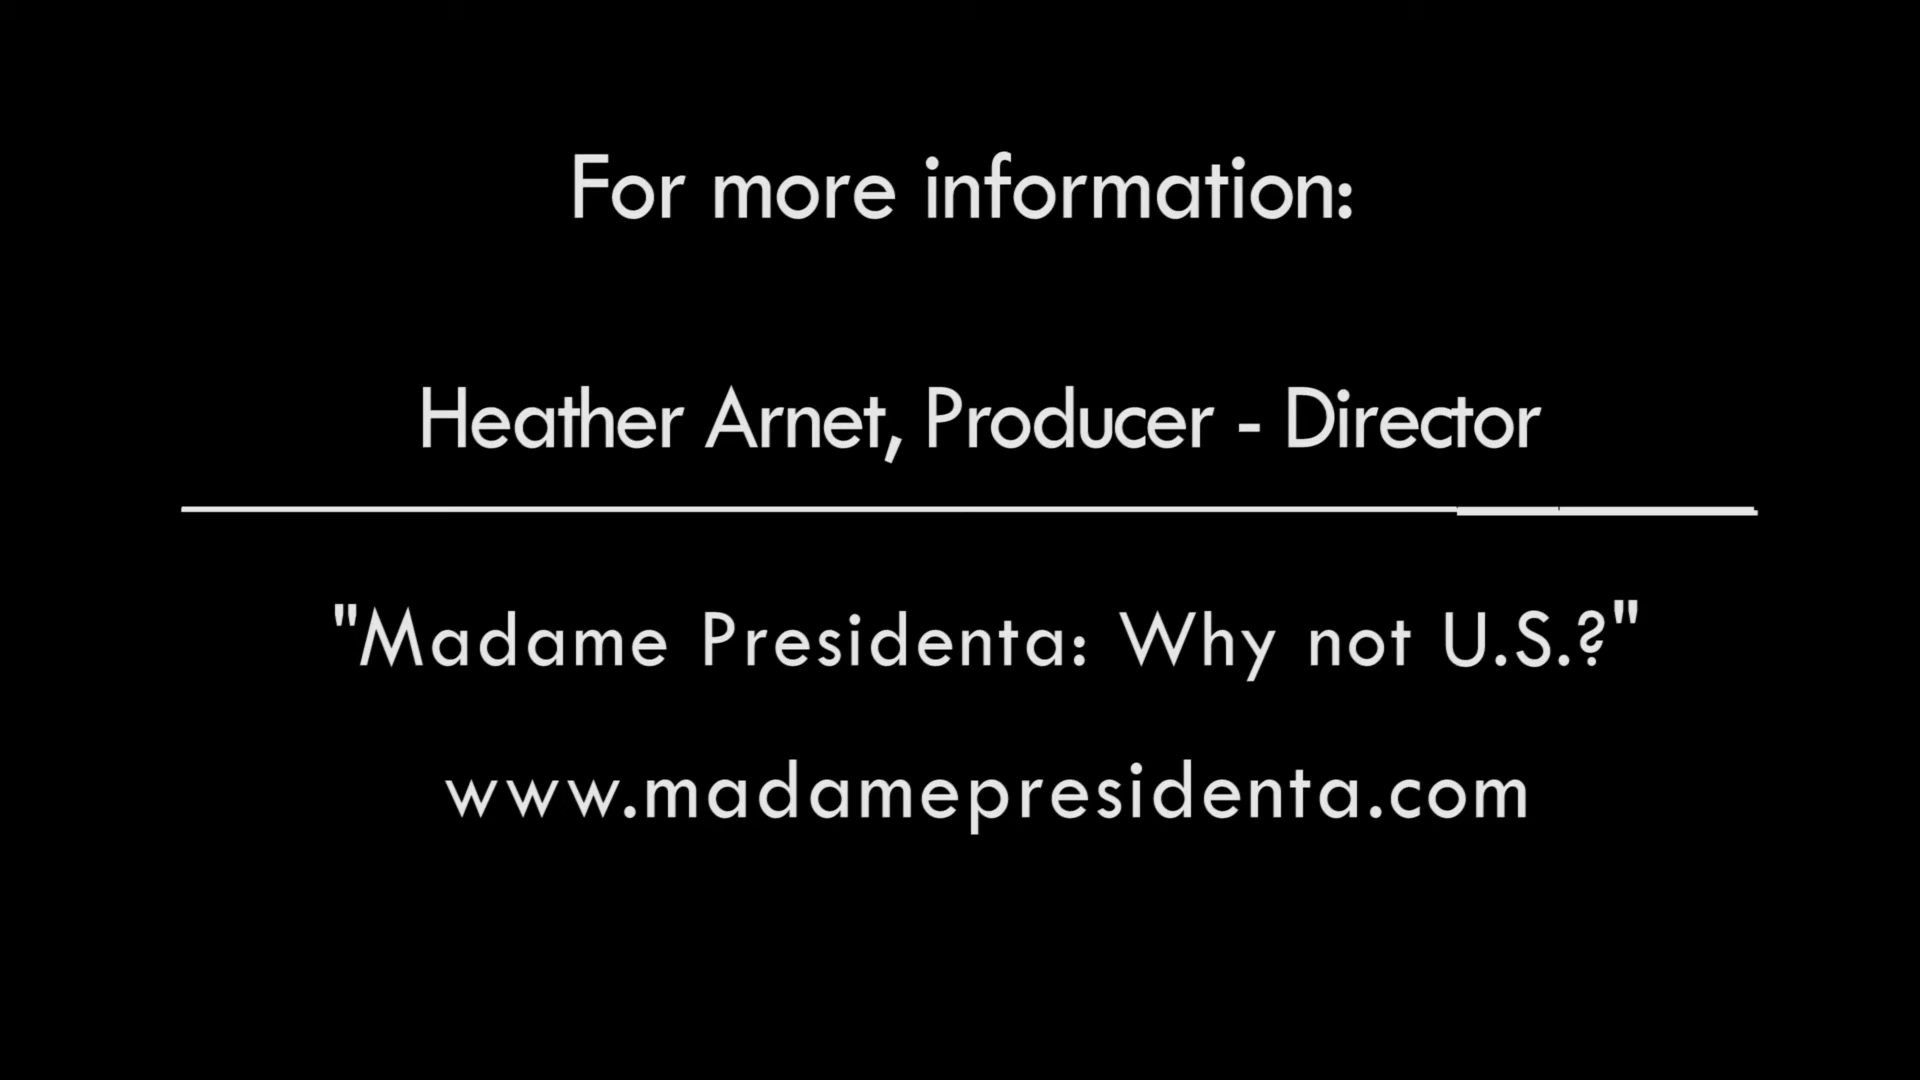 For more information:
Heather Arnet, Producer - Director
"Madame Presidenta: Why not U.S.?"
www.madamepresidenta.com